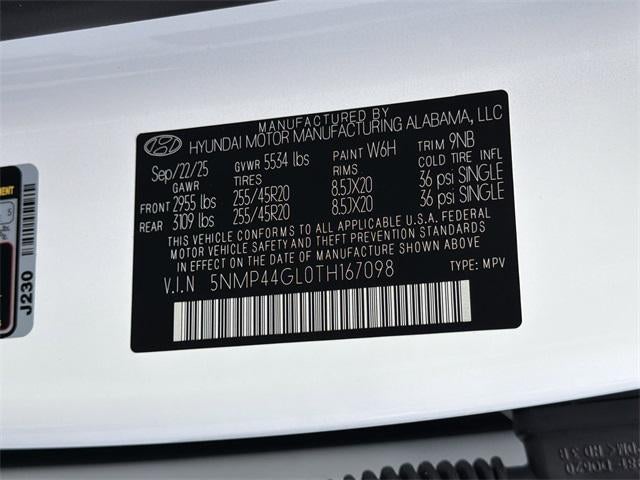 MANUFACTURED BY
HYUNDAI MOTOR MANUFACTURING ALABAMA, LLC
Sep/22/25 GVWR 5534 lbs PAINT W6H TRIM 9NB
GAWR TIRES RIMS COLD TIRE INFL
FRONT 2955 lbs 255/45R20 8.5JX20 36 psi SINGLE
REAR 3109 lbs 255/45R20 8.5JX20 36 psi SINGLE
THIS VEHICLE CONFORMS TO ALL APPLICABLE U.S.A. FEDERAL
MOTOR VEHICLE SAFETY AND THEFT PREVENTION STANDARDS
IN EFFECT ON THE DATE OF MANUFACTURE SHOWN ABOVE
V.I.N 5NMP44GL0TH167098 TYPE: MPV
J230